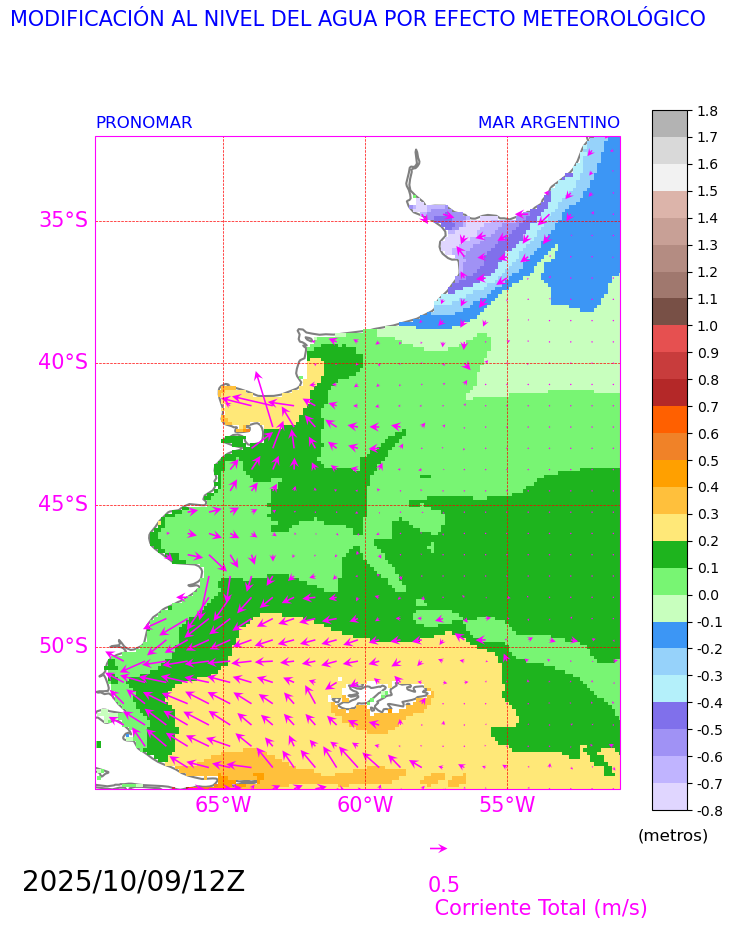 MODIFICACIÓN AL NIVEL DEL AGUA POR EFECTO METEOROLÓGICO
PRONOMAR
MAR ARGENTINO
35°S
40°S
45°S
50°S
65°W
60°W
55°W
1.8
1.7
1.6
1.5
1.4
1.3
1.2
1.1
1.0
0.9
0.8
0.7
0.6
0.5
0.4
0.3
0.2
0.1
0.0
-0.1
-0.2
-0.3
-0.4
-0.5
-0.6
-0.7
-0.8
(metros)
2025/10/09/12Z
0.5
Corriente Total (m/s)